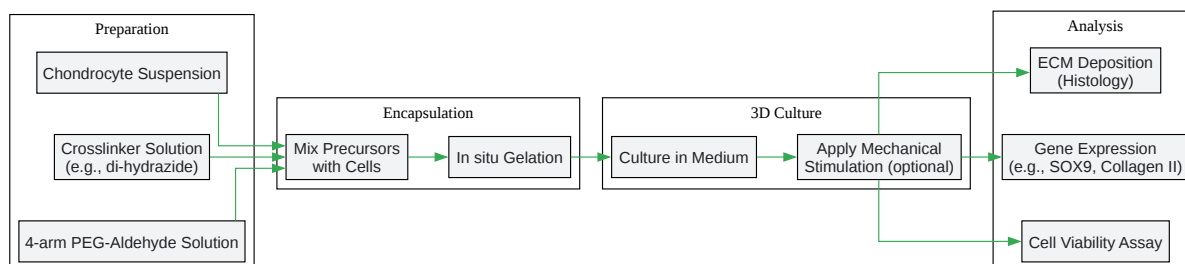 Preparation
Chondrocyte Suspension
Crosslinker Solution
(e.g., di-hydrazide)
4-arm PEG-Aldehyde Solution
Encapsulation
Mix Precursors
with Cells
In situ Gelation
3D Culture
Culture in Medium
Apply Mechanical
Stimulation (optional)
Analysis
ECM Deposition
(Histology)
Gene Expression
(e.g., SOX9, Collagen II)
Cell Viability Assay